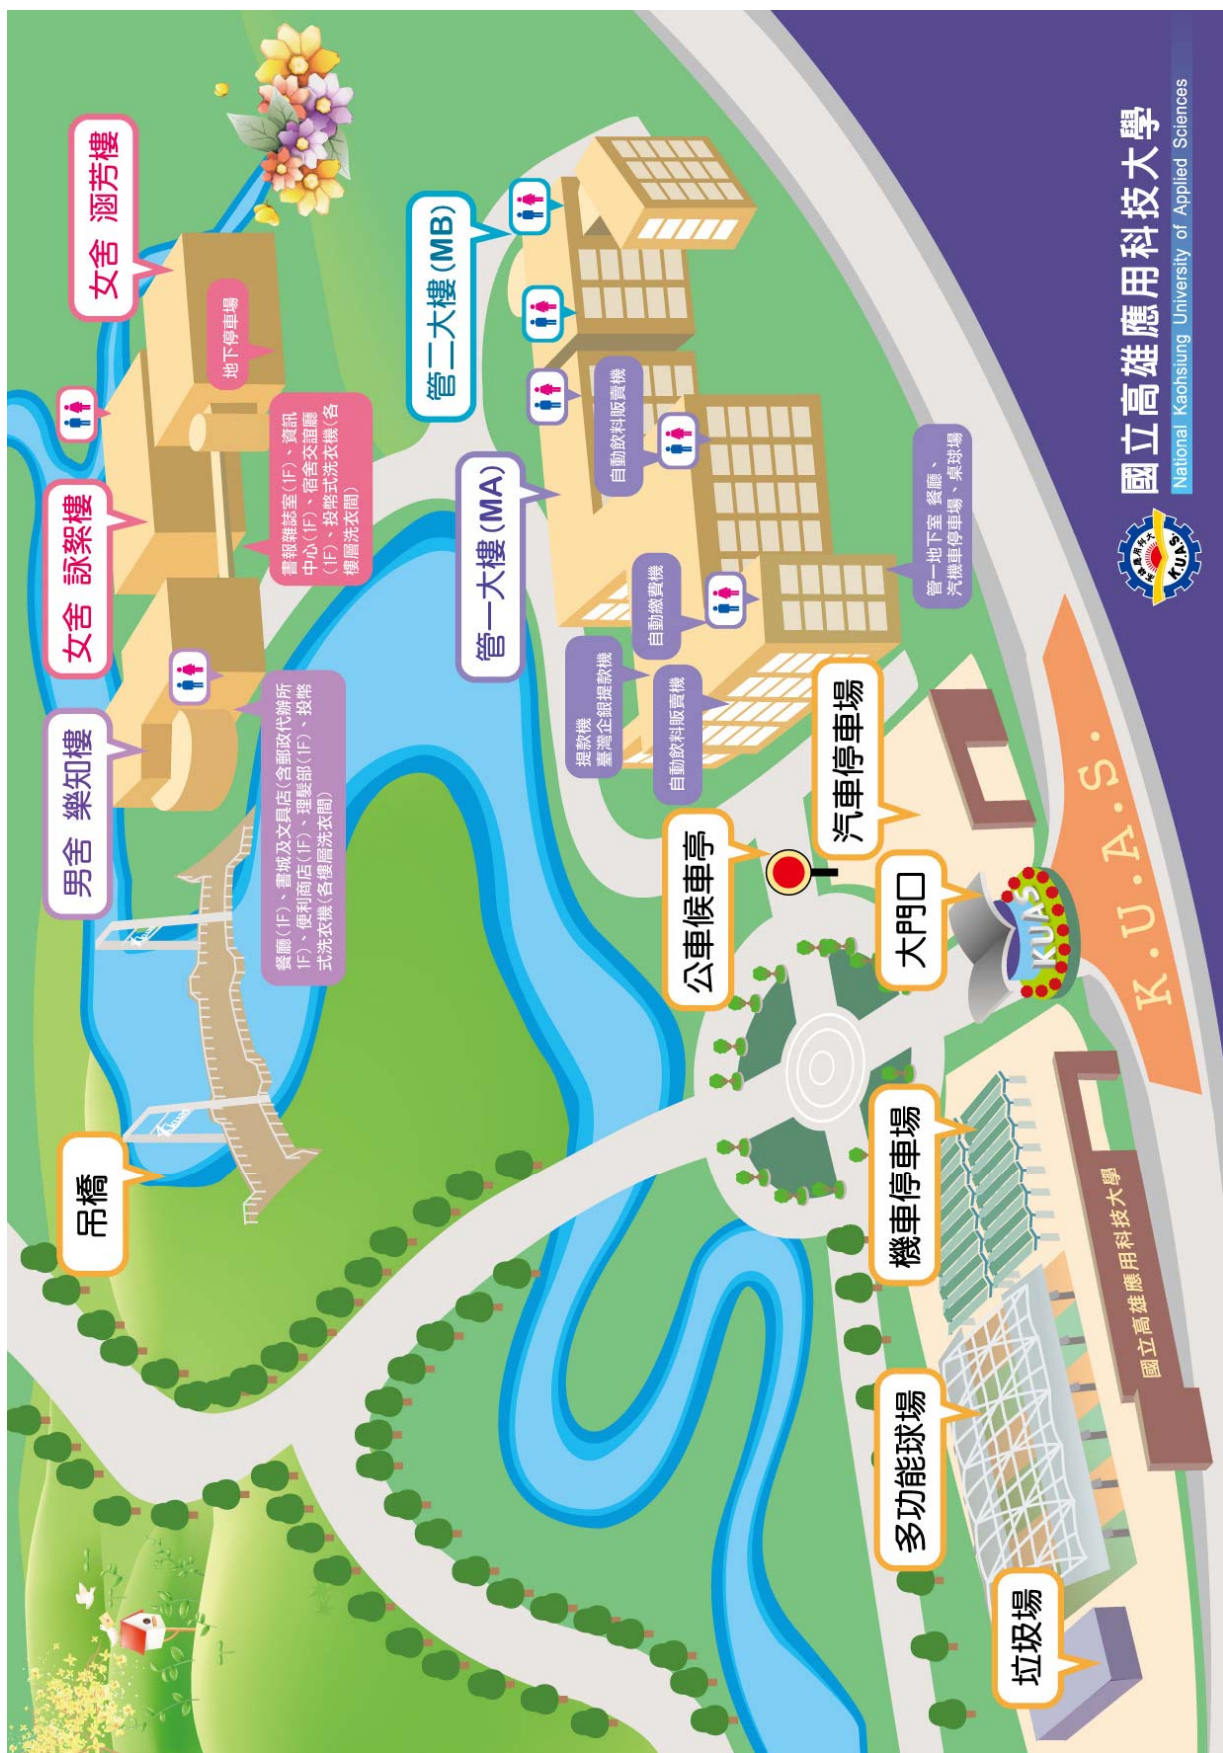 女舍 涵芳樓
地下停車場
女舍 詠絮樓
書報雜誌室(1F)、資訊
中心(1F)、宿舍交誼廳
(1F)、投幣式洗衣機(各
樓層洗衣間)
男舍 樂知樓
餐廳(1F)、書城及文具店(含郵政代辦所
1F)、便利商店(1F)、理髮部(1F)、投幣
式洗衣機(各樓層洗衣間)
吊橋
管二大樓(MB)
管一大樓(MA)
自動飲料販賣機
自動繳費機
提款機
臺灣企銀提款機
自動飲料販賣機
管一地下室 餐廳、
汽機車停車場、桌球場
公車候車亭
汽車停車場
大門口
KUAS
K.U.A.S.
機車停車場
多功能球場
垃圾場
國立高雄應用科技大學
國立高雄應用科技大學
National Kaohsiung University of Applied Sciences
K.U.A.S.